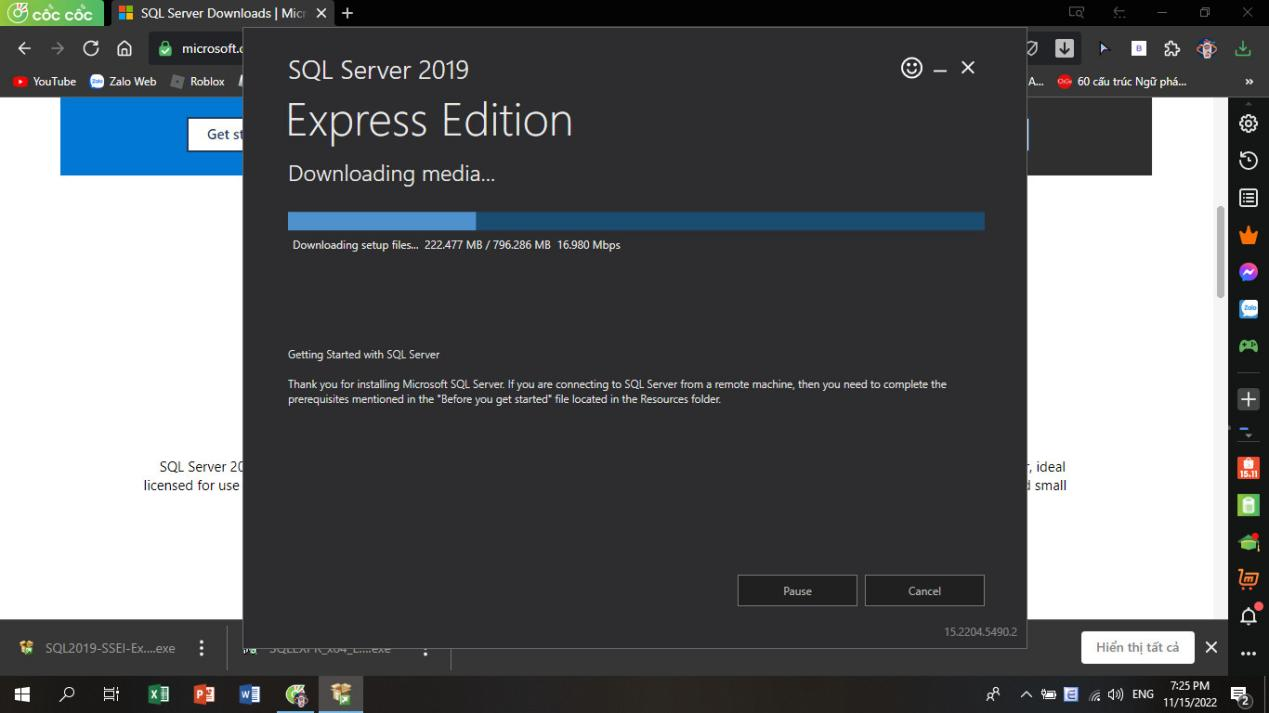 cốc cốc
SQL Server Downloads | Micr
microsoft.c
YouTube
Zalo Web
Roblox
A...
60 cấu trúc Ngữ phá...
»
Get st
SQL Server 2019
Express Edition
Downloading media...
Downloading setup files... 222.477 MB / 796.286 MB 16.980 Mbps
Getting Started with SQL Server
Thank you for installing Microsoft SQL Server. If you are connecting to SQL Server from a remote machine, then you need to complete the
prerequisites mentioned in the "Before you get started" file located in the Resources folder.
SQL Server 20
r, ideal
licensed for use
d small
Pause
Cancel
15.2204.5490.2
Zalo
15.11
SQL2019-SSEI-Ex....exe
Hiển thị tất cả
ENG
7:25 PM
11/15/2022
2